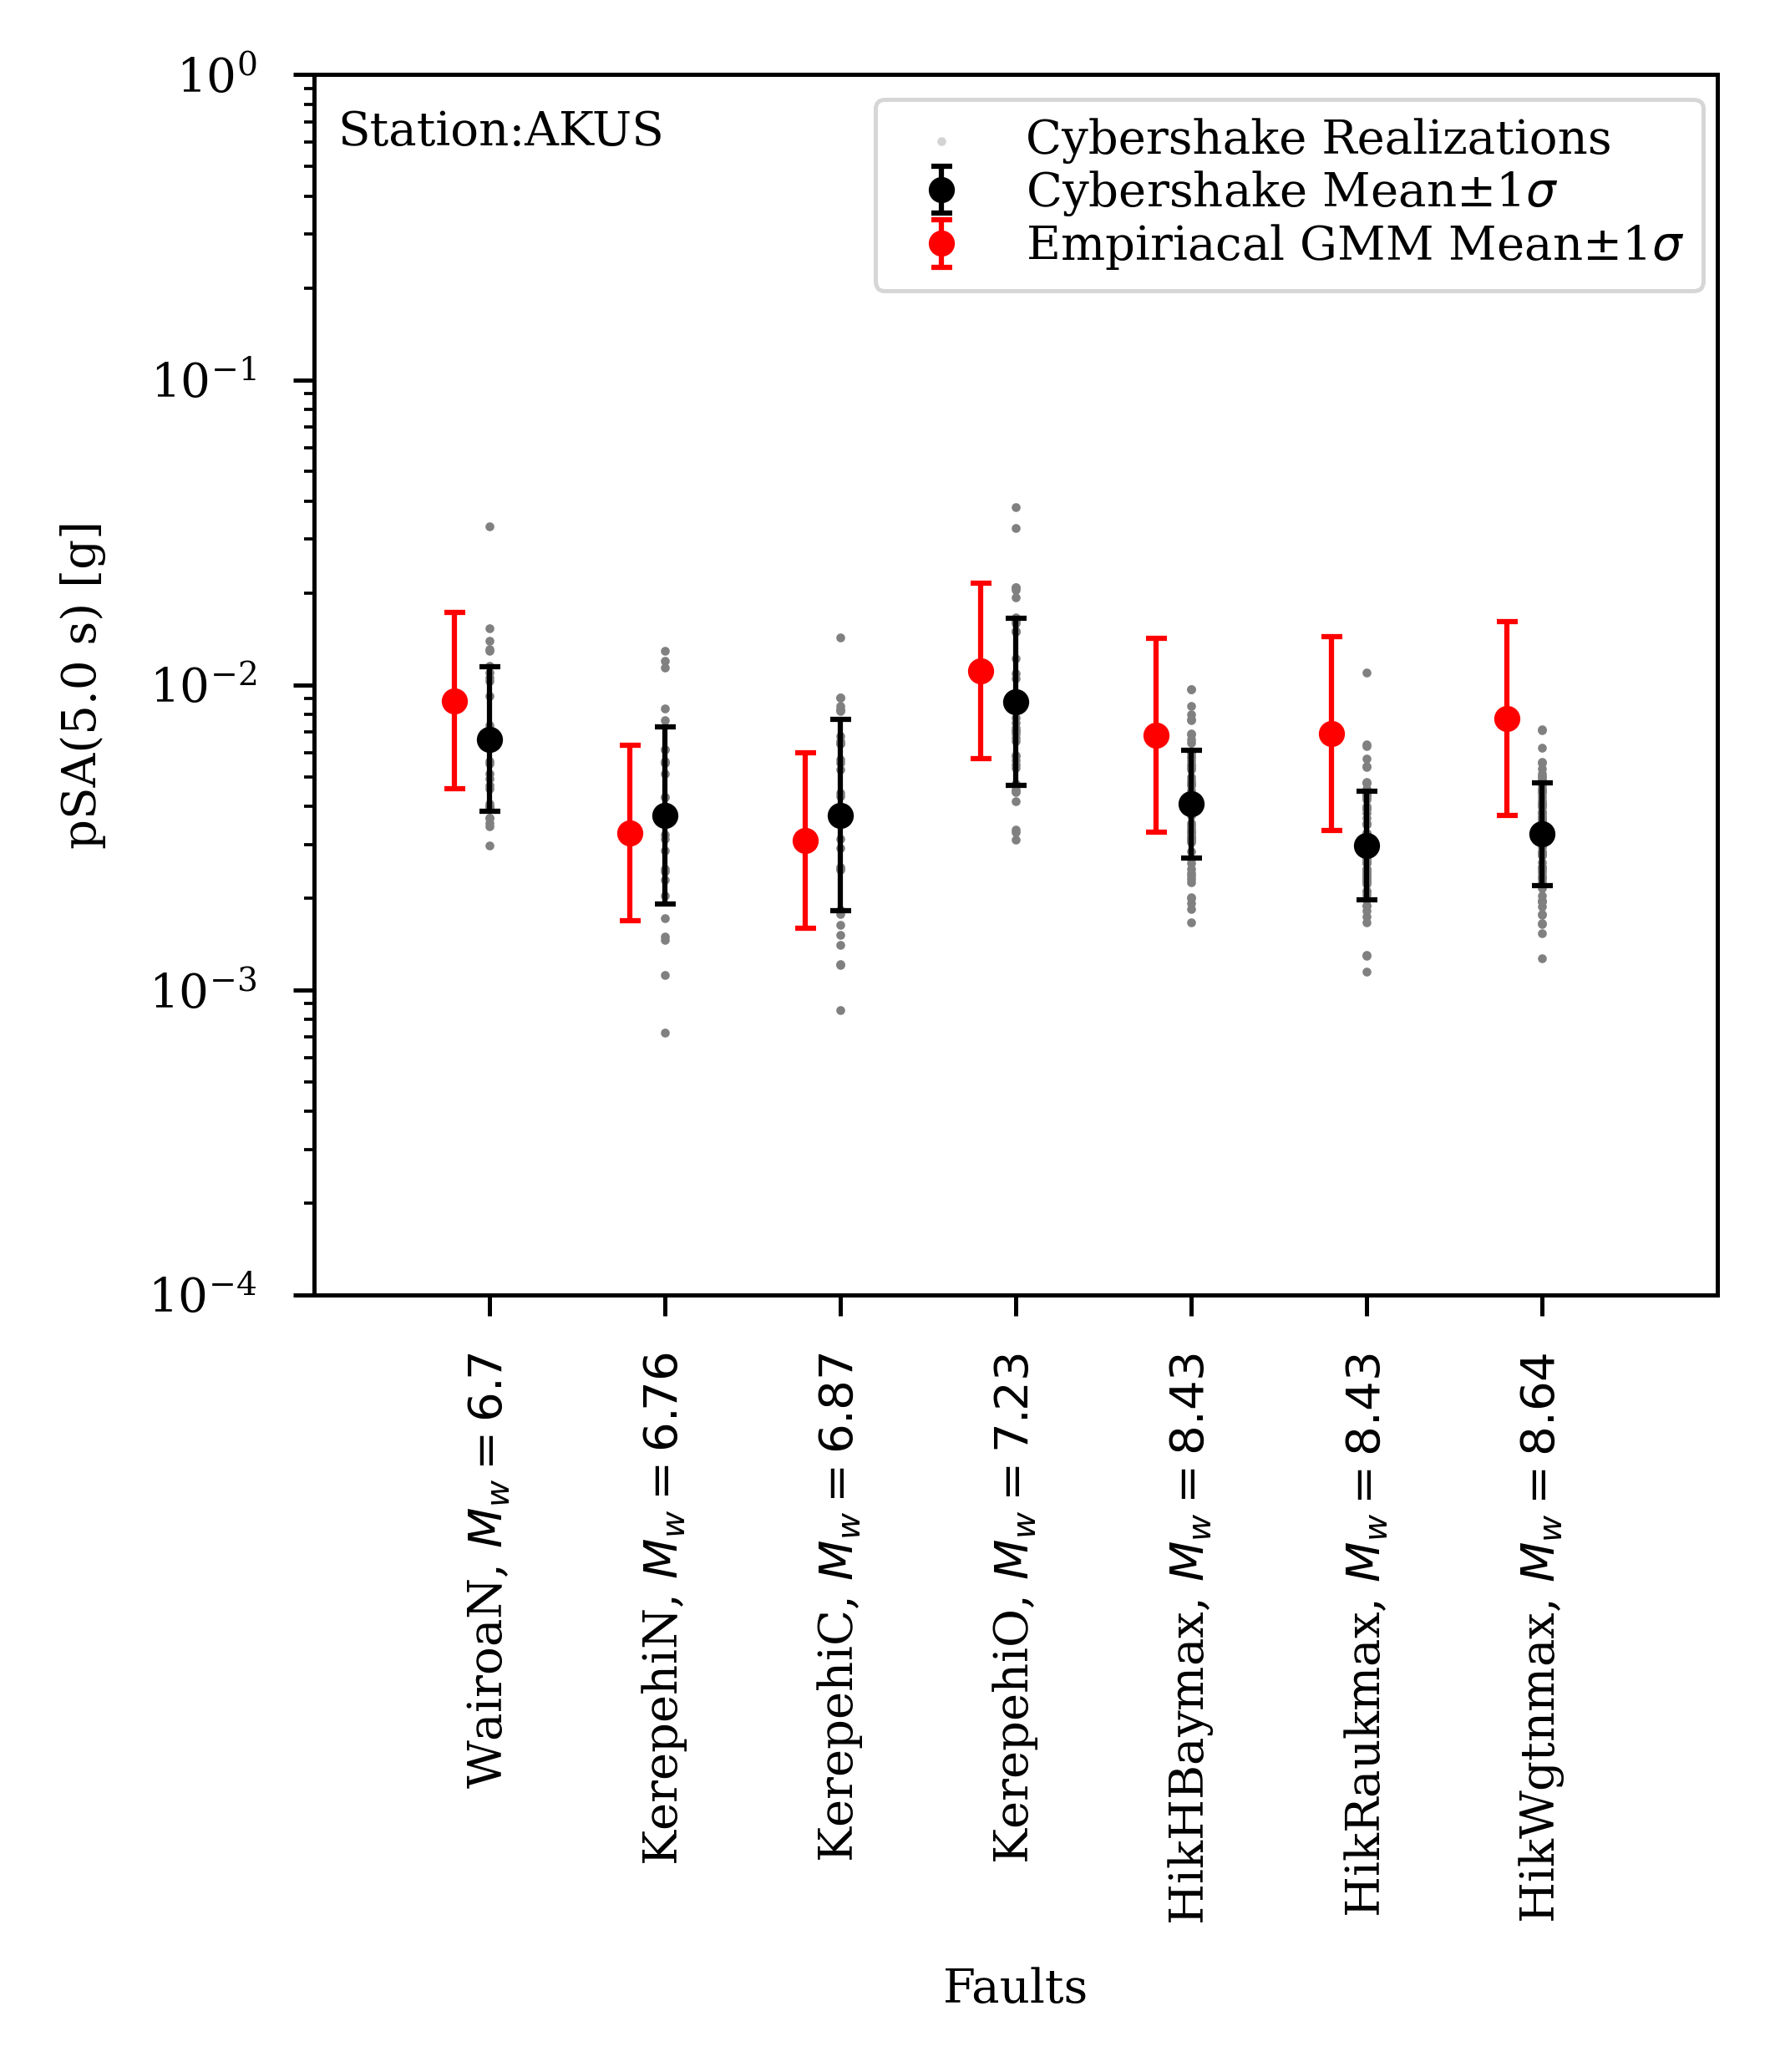 10⁰
10⁻¹
10⁻²
10⁻³
10⁻⁴
pSA(5.0 s) [g]
Station:AKUS
Cybershake Realizations
Cybershake Mean±1σ
Empiriacal GMM Mean±1σ
WairoaN, M_w = 6.7
KerepehiN, M_w = 6.76
KerepehiC, M_w = 6.87
KerepehiO, M_w = 7.23
HikHBaymax, M_w = 8.43
HikRaukmax, M_w = 8.43
HikWgtnmax, M_w = 8.64
Faults